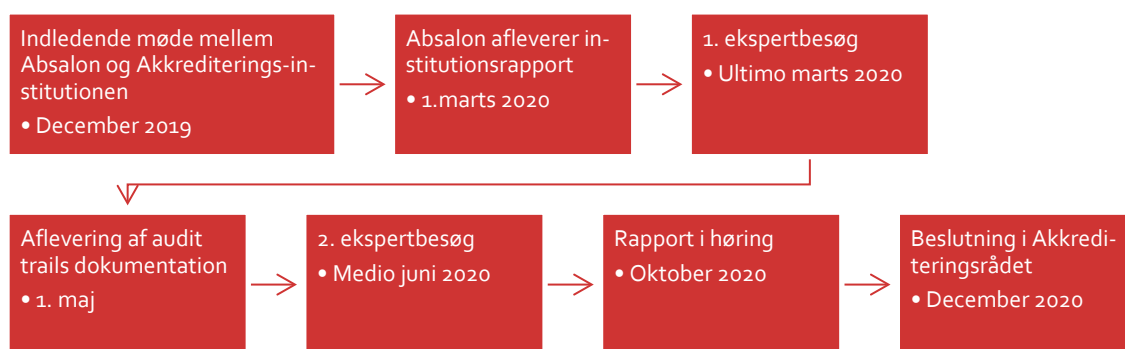 Indledende møde mellem
Absalon og Akkrediterings-in-
stitutionen
• December 2019
Absalon afleverer in-
stitutionsrapport
• 1.marts 2020
1. ekspertbesøg
• Ultimo marts 2020
Aflevering af audit
trails dokumentation
• 1. maj
2. ekspertbesøg
• Medio juni 2020
Rapport i høring
• Oktober 2020
Beslutning i Akkredi-
teringsrådet
• December 2020